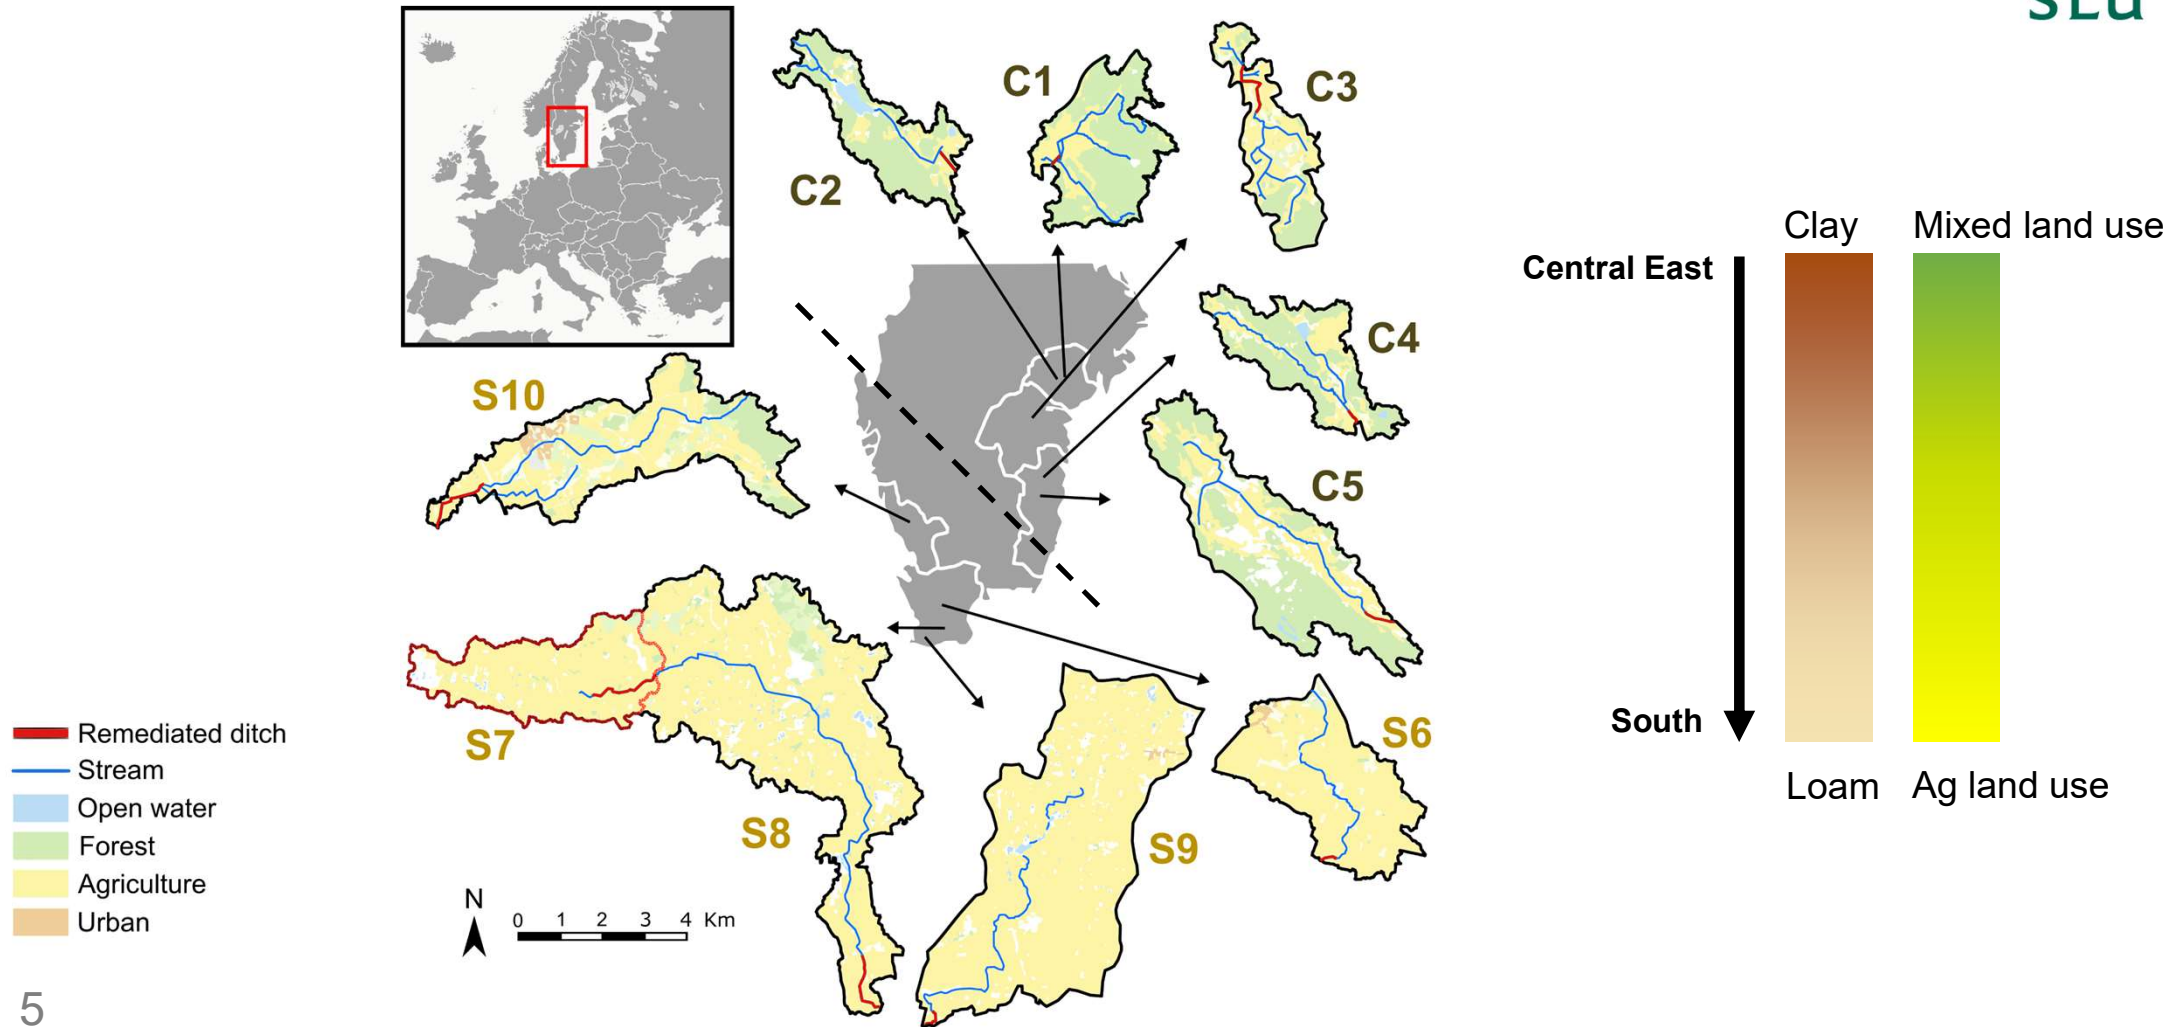 SLU
C1
C3
C2
Clay
Mixed land use
Central East
C4
S10
C5
Remediated ditch
Stream
Open water
Forest
Agriculture
Urban
S7
S8
S9
S6
South
Loam
Ag land use
N
0 1 2 3 4 Km
5